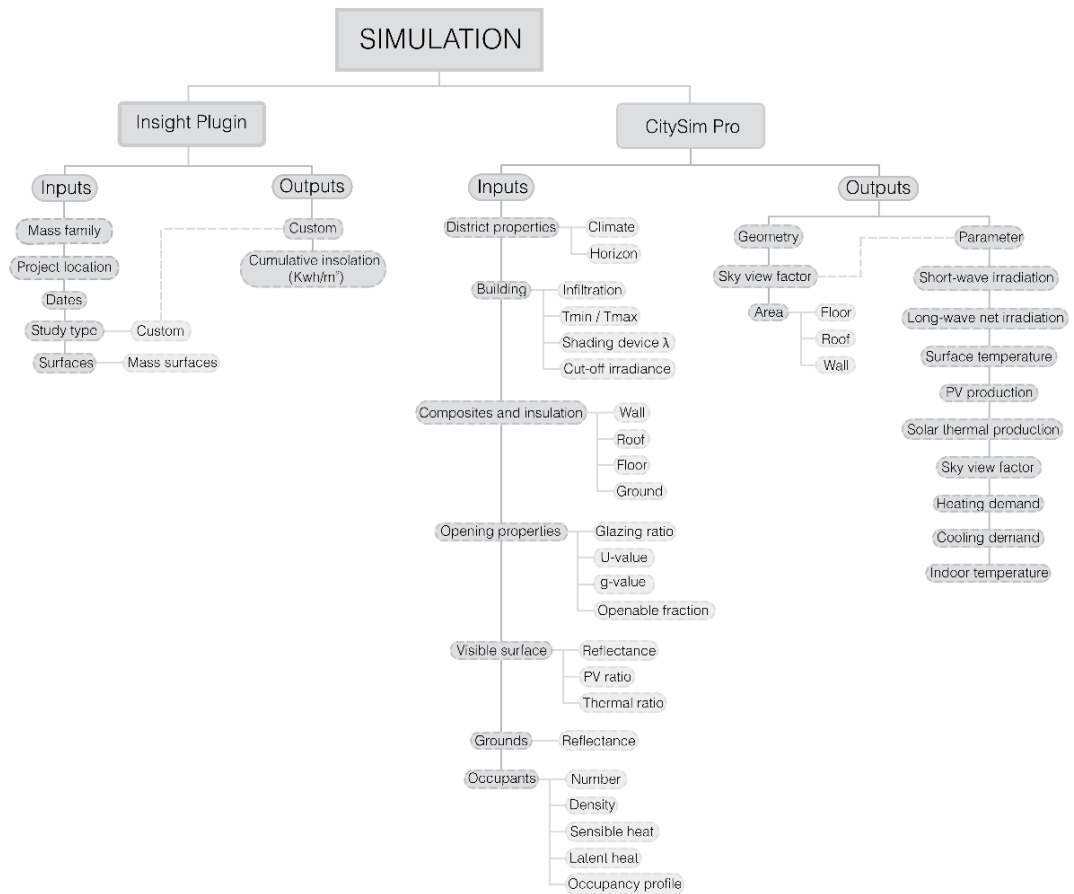 SIMULATION
Insight Plugin
CitySim Pro
Inputs
Outputs
Inputs
Outputs
Mass family
Project location
Dates
Study type
Custom
Surfaces
Mass surfaces
Custom
Cumulative insolation
(Kwh/m²)
District properties
Climate
Horizon
Building
Infiltration
Tmin / Tmax
Shading device λ
Cut-off irradiance
Composites and insulation
Wall
Roof
Floor
Ground
Opening properties
Glazing ratio
U-value
g-value
Openable fraction
Visible surface
Reflectance
PV ratio
Thermal ratio
Grounds
Reflectance
Occupants
Number
Density
Sensible heat
Latent heat
Occupancy profile
Geometry
Sky view factor
Area
Floor
Roof
Wall
Parameter
Short-wave irradiation
Long-wave net irradiation
Surface temperature
PV production
Solar thermal production
Sky view factor
Heating demand
Cooling demand
Indoor temperature